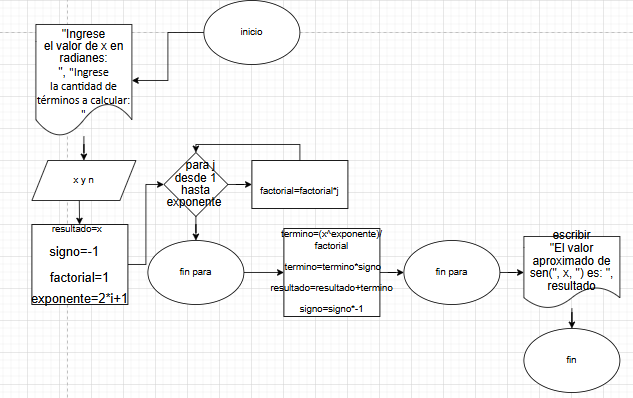 inicio
"Ingrese
el valor de x en
radianes:
", "Ingrese
la cantidad de
términos a calcular:
"
x y n
resultado=x
signo=-1
factorial=1
exponente=2*i+1
para j
desde 1
hasta
exponente
factorial=factorial*j
fin para
termino=(x^exponente)/
factorial
termino=termino*signo
resultado=resultado+termino
signo=signo*-1
fin para
escribir
"El valor
aproximado de
sen(", x, ") es: ",
resultado
fin